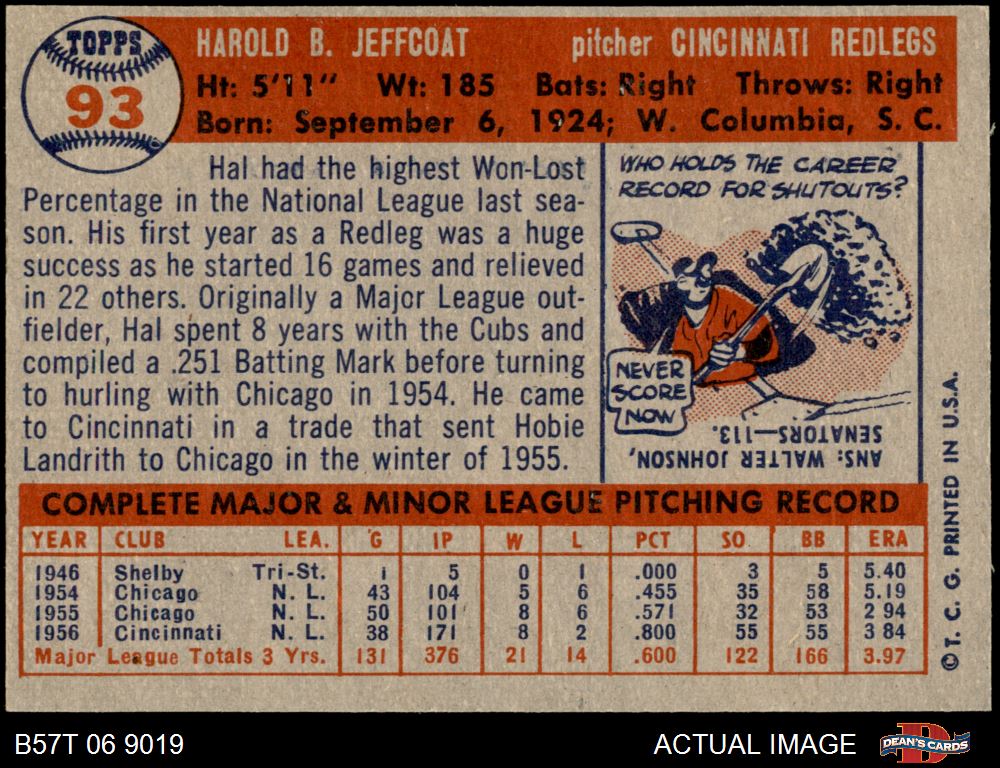 TOPPS
93
HAROLD B. JEFFCOAT pitcher CINCINNATI REDLEGS
Ht: 5'11" Wt: 185 Bats: Right Throws: Right
Born: September 6, 1924; W. Columbia, S. C.
Hal had the highest Won-Lost
Percentage in the National League last sea-
son. His first year as a Redleg was a huge
success as he started 16 games and relieved
in 22 others. Originally a Major League out-
fielder, Hal spent 8 years with the Cubs and
compiled a .251 Batting Mark before turning
to hurling with Chicago in 1954. He came
to Cincinnati in a trade that sent Hobie
Landrith to Chicago in the winter of 1955.
WHO HOLDS THE CAREER
RECORD FOR SHUTOUTS?
NEVER
SCORE
NOW
ANS: WALTER JOHNSON,
SENATORS—113.
COMPLETE MAJOR & MINOR LEAGUE PITCHING RECORD
YEAR CLUB LEA. G IP W L PCT SO BB ERA
1946 Shelby Tri-St. 1 5 0 1 .000 3 5 5.40
1954 Chicago N. L. 43 104 5 6 .455 35 58 5.19
1955 Chicago N. L. 50 101 8 6 .571 32 53 2 94
1956 Cincinnati N. L. 38 171 8 2 .800 55 55 3 84
Major League Totals 3 Yrs. 131 376 21 14 .600 122 166 3.97
© T. C. G. PRINTED IN U.S.A.
B57T 06 9019 ACTUAL IMAGE
DEAN'S CARDS